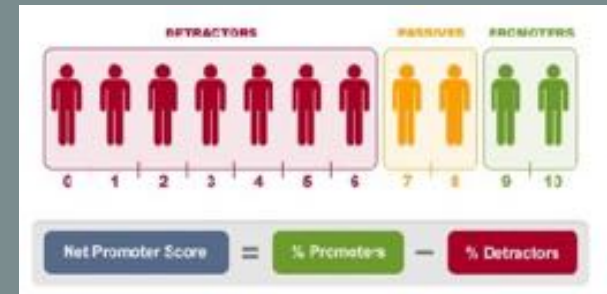 DETRACTORS PASSIVES PROMOTERS
0 1 2 3 4 5 6 7 8 9 10
Net Promoter Score = % Promoters — % Detractors